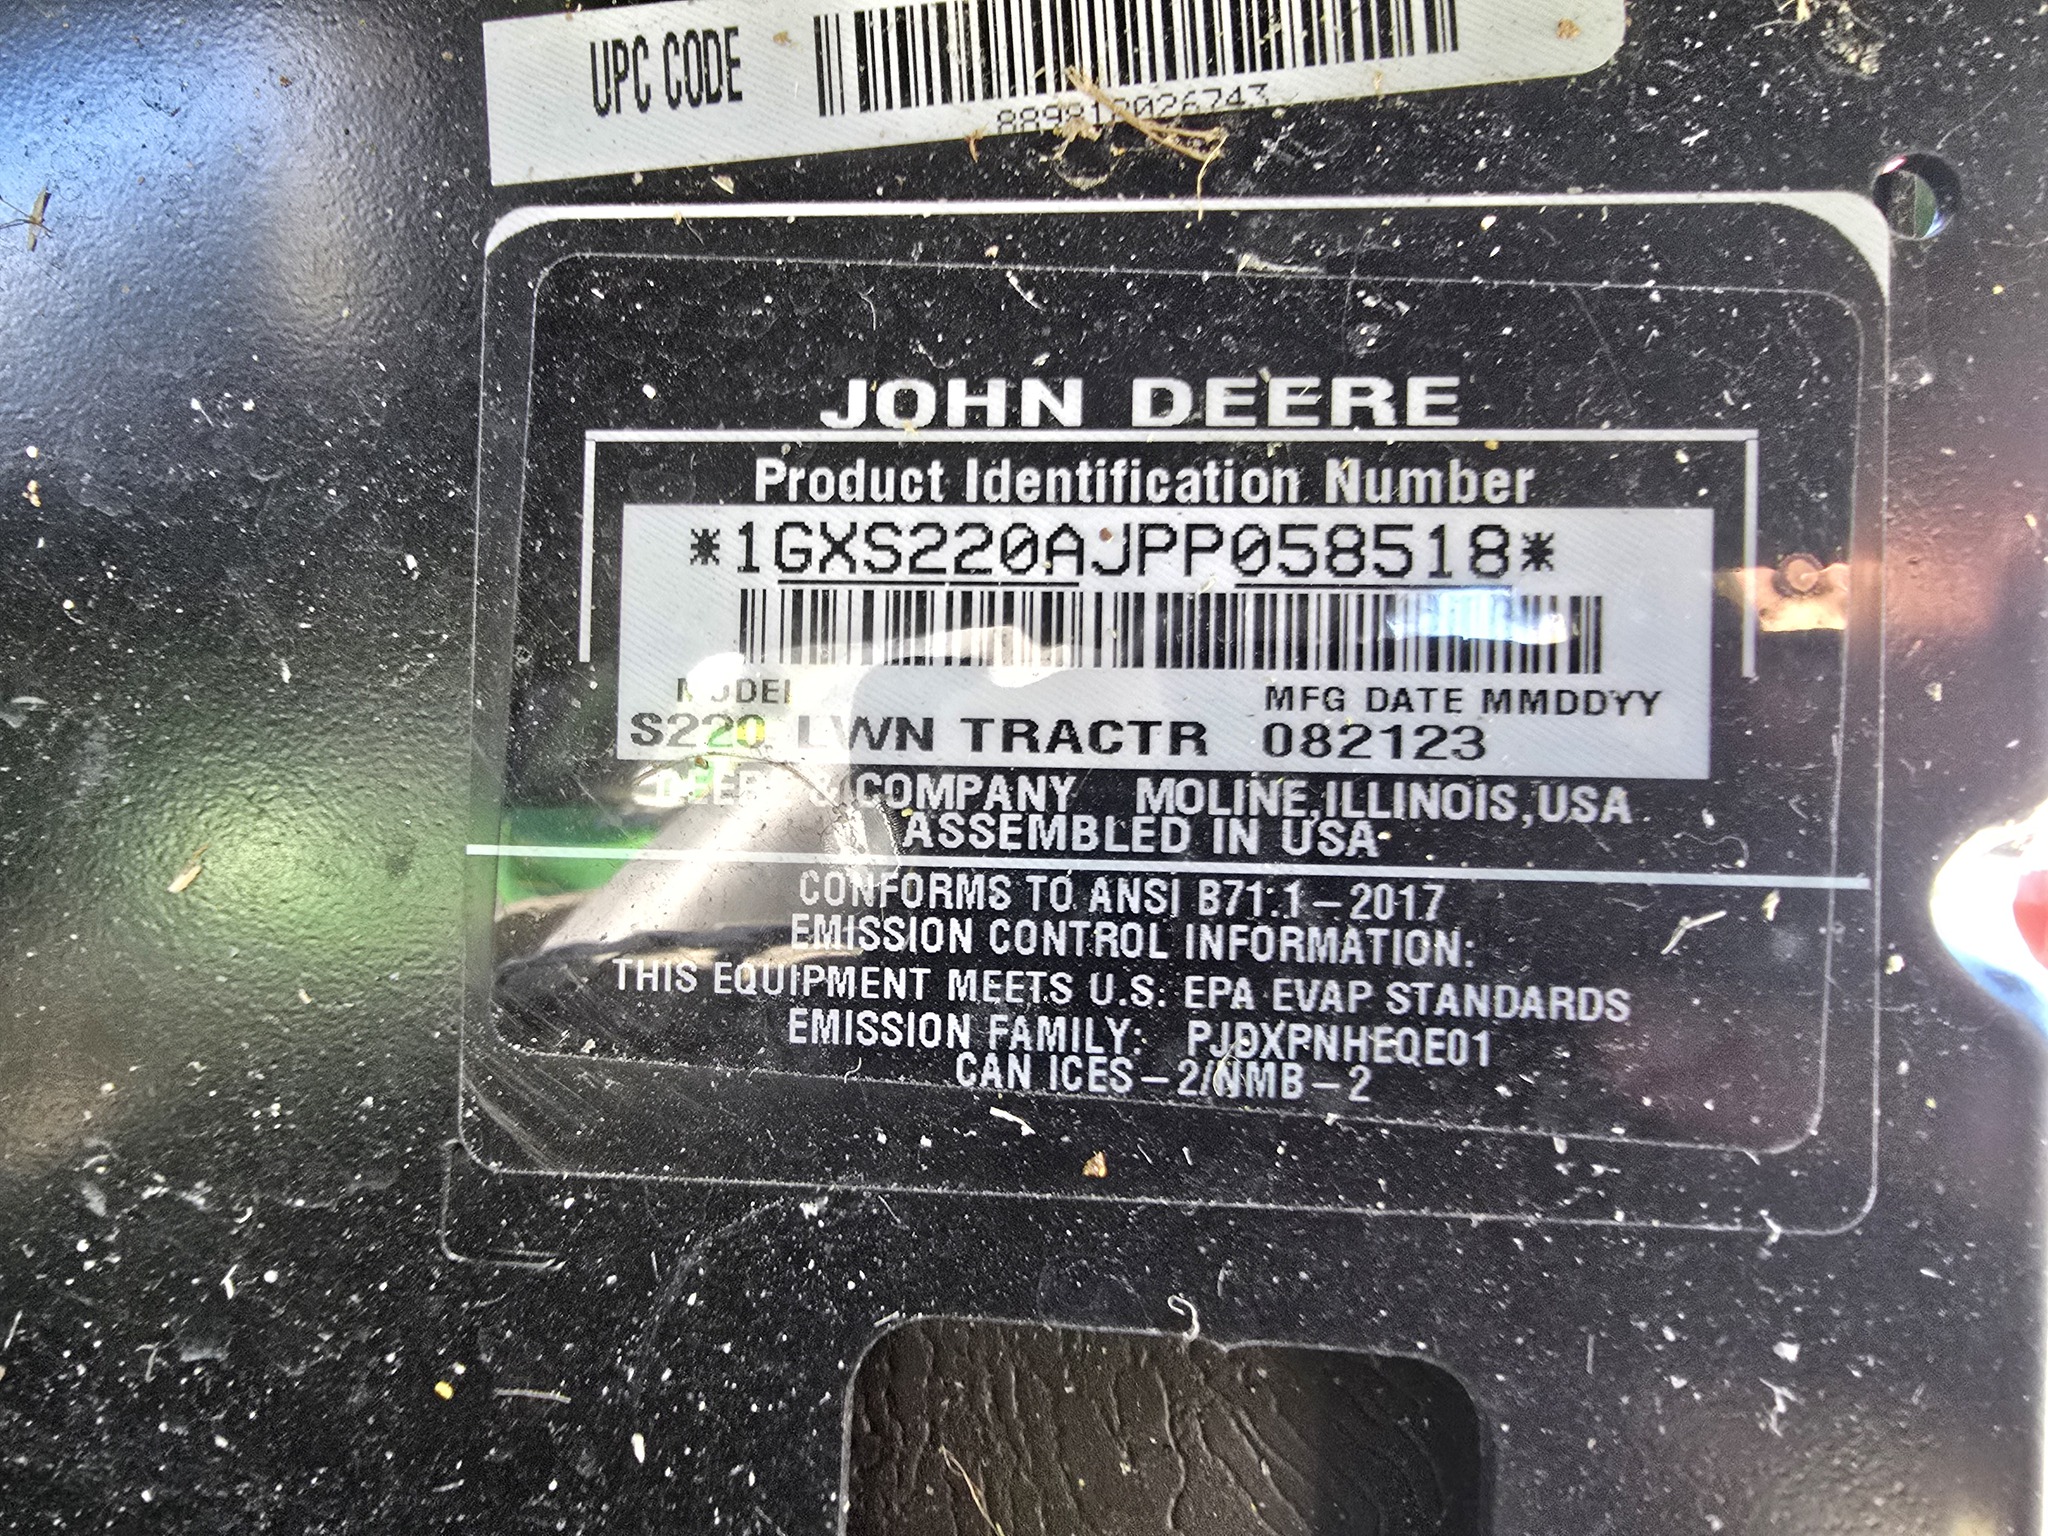 UPC CODE
JOHN DEERE
Product Identification Number
*1GXS220AJPP058518*
MODEL
MFG DATE MMDDYY
S220 LWN TRACTR 082123
DEERE & COMPANY MOLINE, ILLINOIS, USA
ASSEMBLED IN USA
CONFORMS TO ANSI B71.1-2017
EMISSION CONTROL INFORMATION:
THIS EQUIPMENT MEETS U.S. EPA EVAP STANDARDS
EMISSION FAMILY: PJDXPNHEQE01
CAN ICES-2/NMB-2